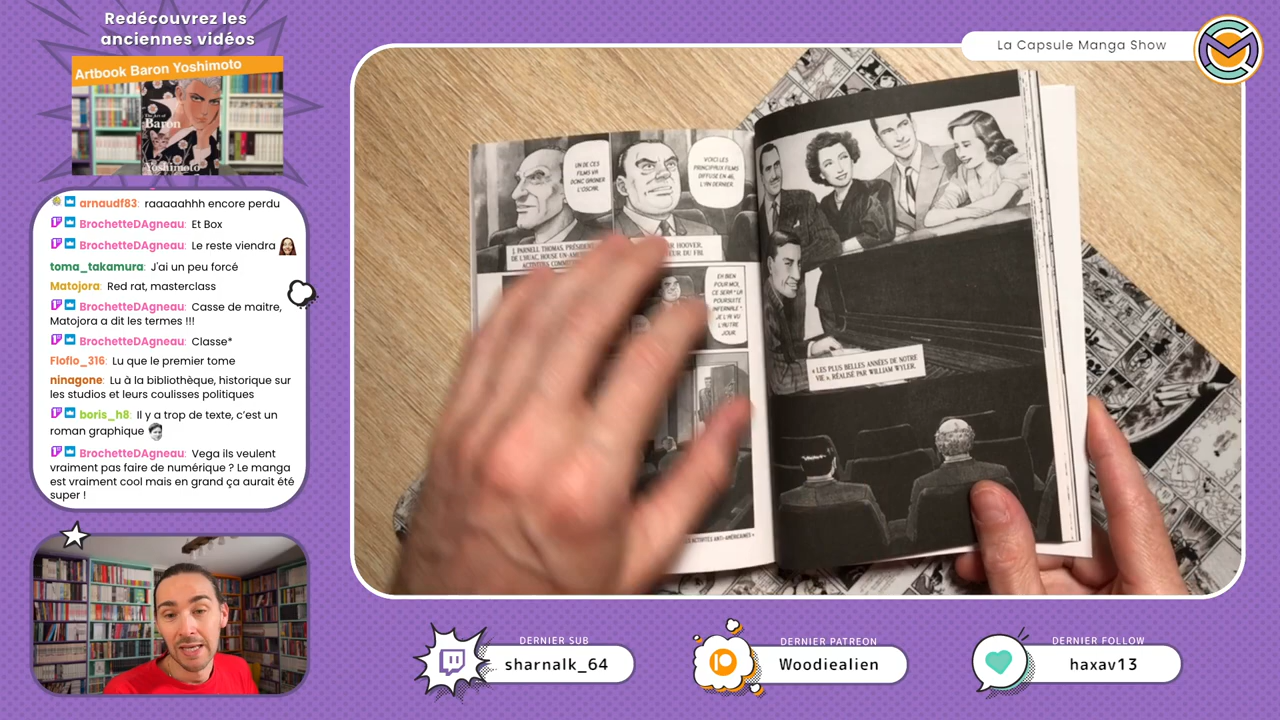 Redécouvrez les
anciennes vidéos
Artbook Baron Yoshimoto
The Art of
Baron
Yoshimoto
arnaudf83: raaaaahhh encore perdu
BrochetteDAgneau: Et Box
BrochetteDAgneau: Le reste viendra
toma_takamura: J'ai un peu forcé
Matojora: Red rat, masterclass
BrochetteDAgneau: Casse de maitre,
Matojora a dit les termes !!!
BrochetteDAgneau: Classe*
Floflo_316: Lu que le premier tome
ninagone: Lu à la bibliothèque, historique sur
les studios et leurs coulisses politiques
boris_h8: Il y a trop de texte, c'est un
roman graphique
BrochetteDAgneau: Vega ils veulent
vraiment pas faire de numérique ? Le manga
est vraiment cool mais en grand ça aurait été
super !
La Capsule Manga Show
UN DE CES
FILMS VA
DONC GAGNER
L'OSCAR.
VOICI LES
PRINCIPAUX FILMS
DIFFUSÉ EN 46,
L'AN DERNIER.
J. PARNELL THOMAS, PRÉSIDENT
DE L'HUAC, HOUSE UN-AM
ACTIVITIES COMM
HOOVER,
DU FBI.
EH BIEN
POUR MOI,
CE SERA "LA
POURSUITE
INFERNALE".
JE L'AI VU
L'AUTRE
JOUR.
ACTIVITÉS ANTI-AMÉRICAINES »
« LES PLUS BELLES ANNÉES DE NOTRE
VIE », RÉALISÉ PAR WILLIAM WYLER.
DERNIER SUB
sharnalk_64
DERNIER PATREON
Woodiealien
DERNIER FOLLOW
haxav13